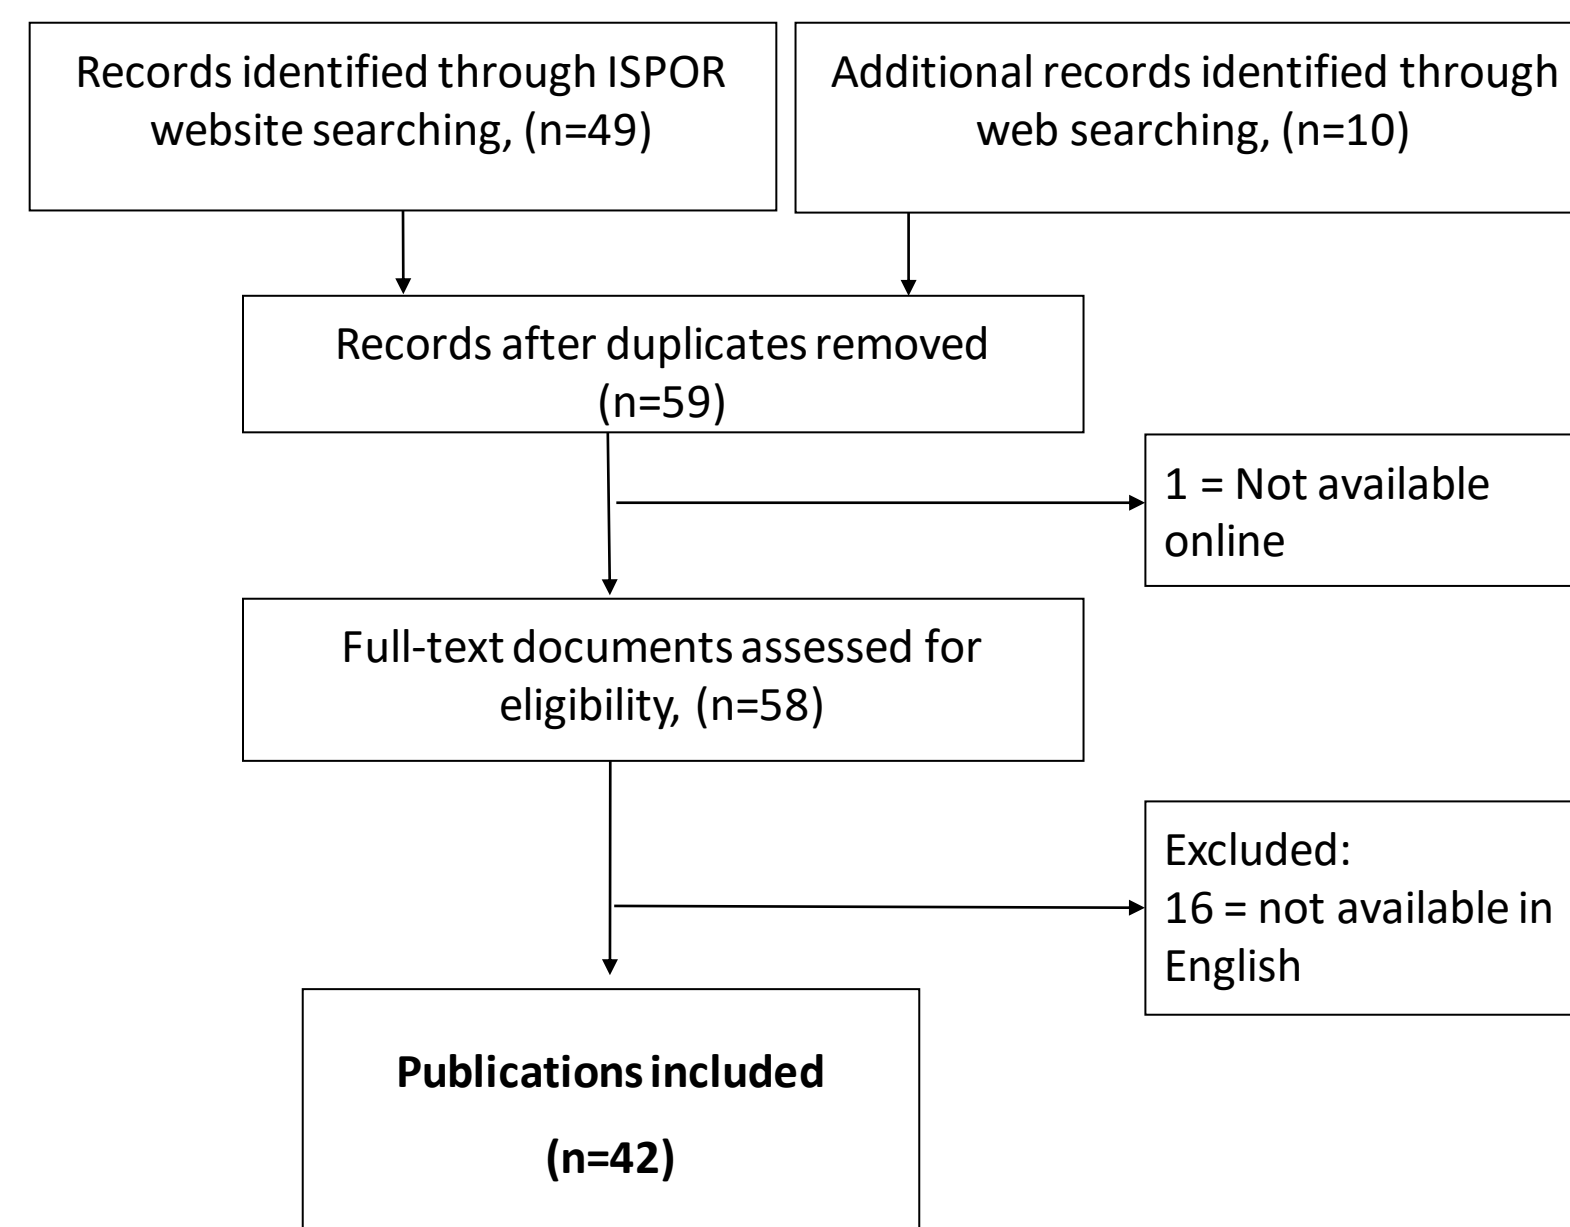 Records identified through ISPOR
website searching, (n=49)
Additional records identified through
web searching, (n=10)
Records after duplicates removed
(n=59)
1 = Not available
online
Full-text documents assessed for
eligibility, (n=58)
Excluded:
16 = not available in
English
Publications included
(n=42)